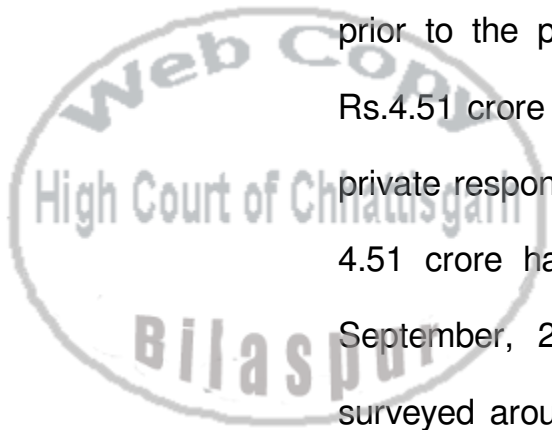 prior to the p
Rs.4.51 crore
private respon
4.51 crore ha
September, 2
surveyed arou
Web Copy
High Court of Chhattisgarh
Bilaspur